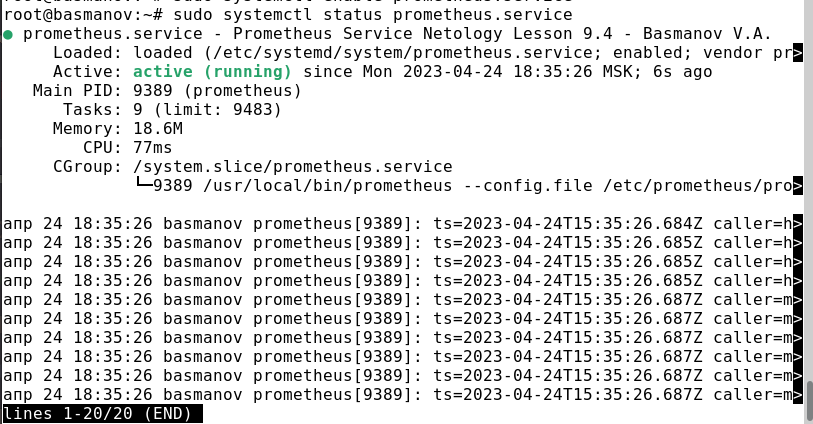 root@basmanov:~# sudo systemctl enable prometheus.service
root@basmanov:~# sudo systemctl status prometheus.service
● prometheus.service - Prometheus Service Netology Lesson 9.4 - Basmanov V.A.
     Loaded: loaded (/etc/systemd/system/prometheus.service; enabled; vendor pr>
     Active: active (running) since Mon 2023-04-24 18:35:26 MSK; 6s ago
   Main PID: 9389 (prometheus)
      Tasks: 9 (limit: 9483)
     Memory: 18.6M
        CPU: 77ms
     CGroup: /system.slice/prometheus.service
             └─9389 /usr/local/bin/prometheus --config.file /etc/prometheus/pro>
апр 24 18:35:26 basmanov prometheus[9389]: ts=2023-04-24T15:35:26.684Z caller=h>
апр 24 18:35:26 basmanov prometheus[9389]: ts=2023-04-24T15:35:26.685Z caller=h>
апр 24 18:35:26 basmanov prometheus[9389]: ts=2023-04-24T15:35:26.685Z caller=h>
апр 24 18:35:26 basmanov prometheus[9389]: ts=2023-04-24T15:35:26.685Z caller=h>
апр 24 18:35:26 basmanov prometheus[9389]: ts=2023-04-24T15:35:26.687Z caller=m>
апр 24 18:35:26 basmanov prometheus[9389]: ts=2023-04-24T15:35:26.687Z caller=m>
апр 24 18:35:26 basmanov prometheus[9389]: ts=2023-04-24T15:35:26.687Z caller=m>
апр 24 18:35:26 basmanov prometheus[9389]: ts=2023-04-24T15:35:26.687Z caller=m>
апр 24 18:35:26 basmanov prometheus[9389]: ts=2023-04-24T15:35:26.687Z caller=m>
апр 24 18:35:26 basmanov prometheus[9389]: ts=2023-04-24T15:35:26.687Z caller=m>
lines 1-20/20 (END)